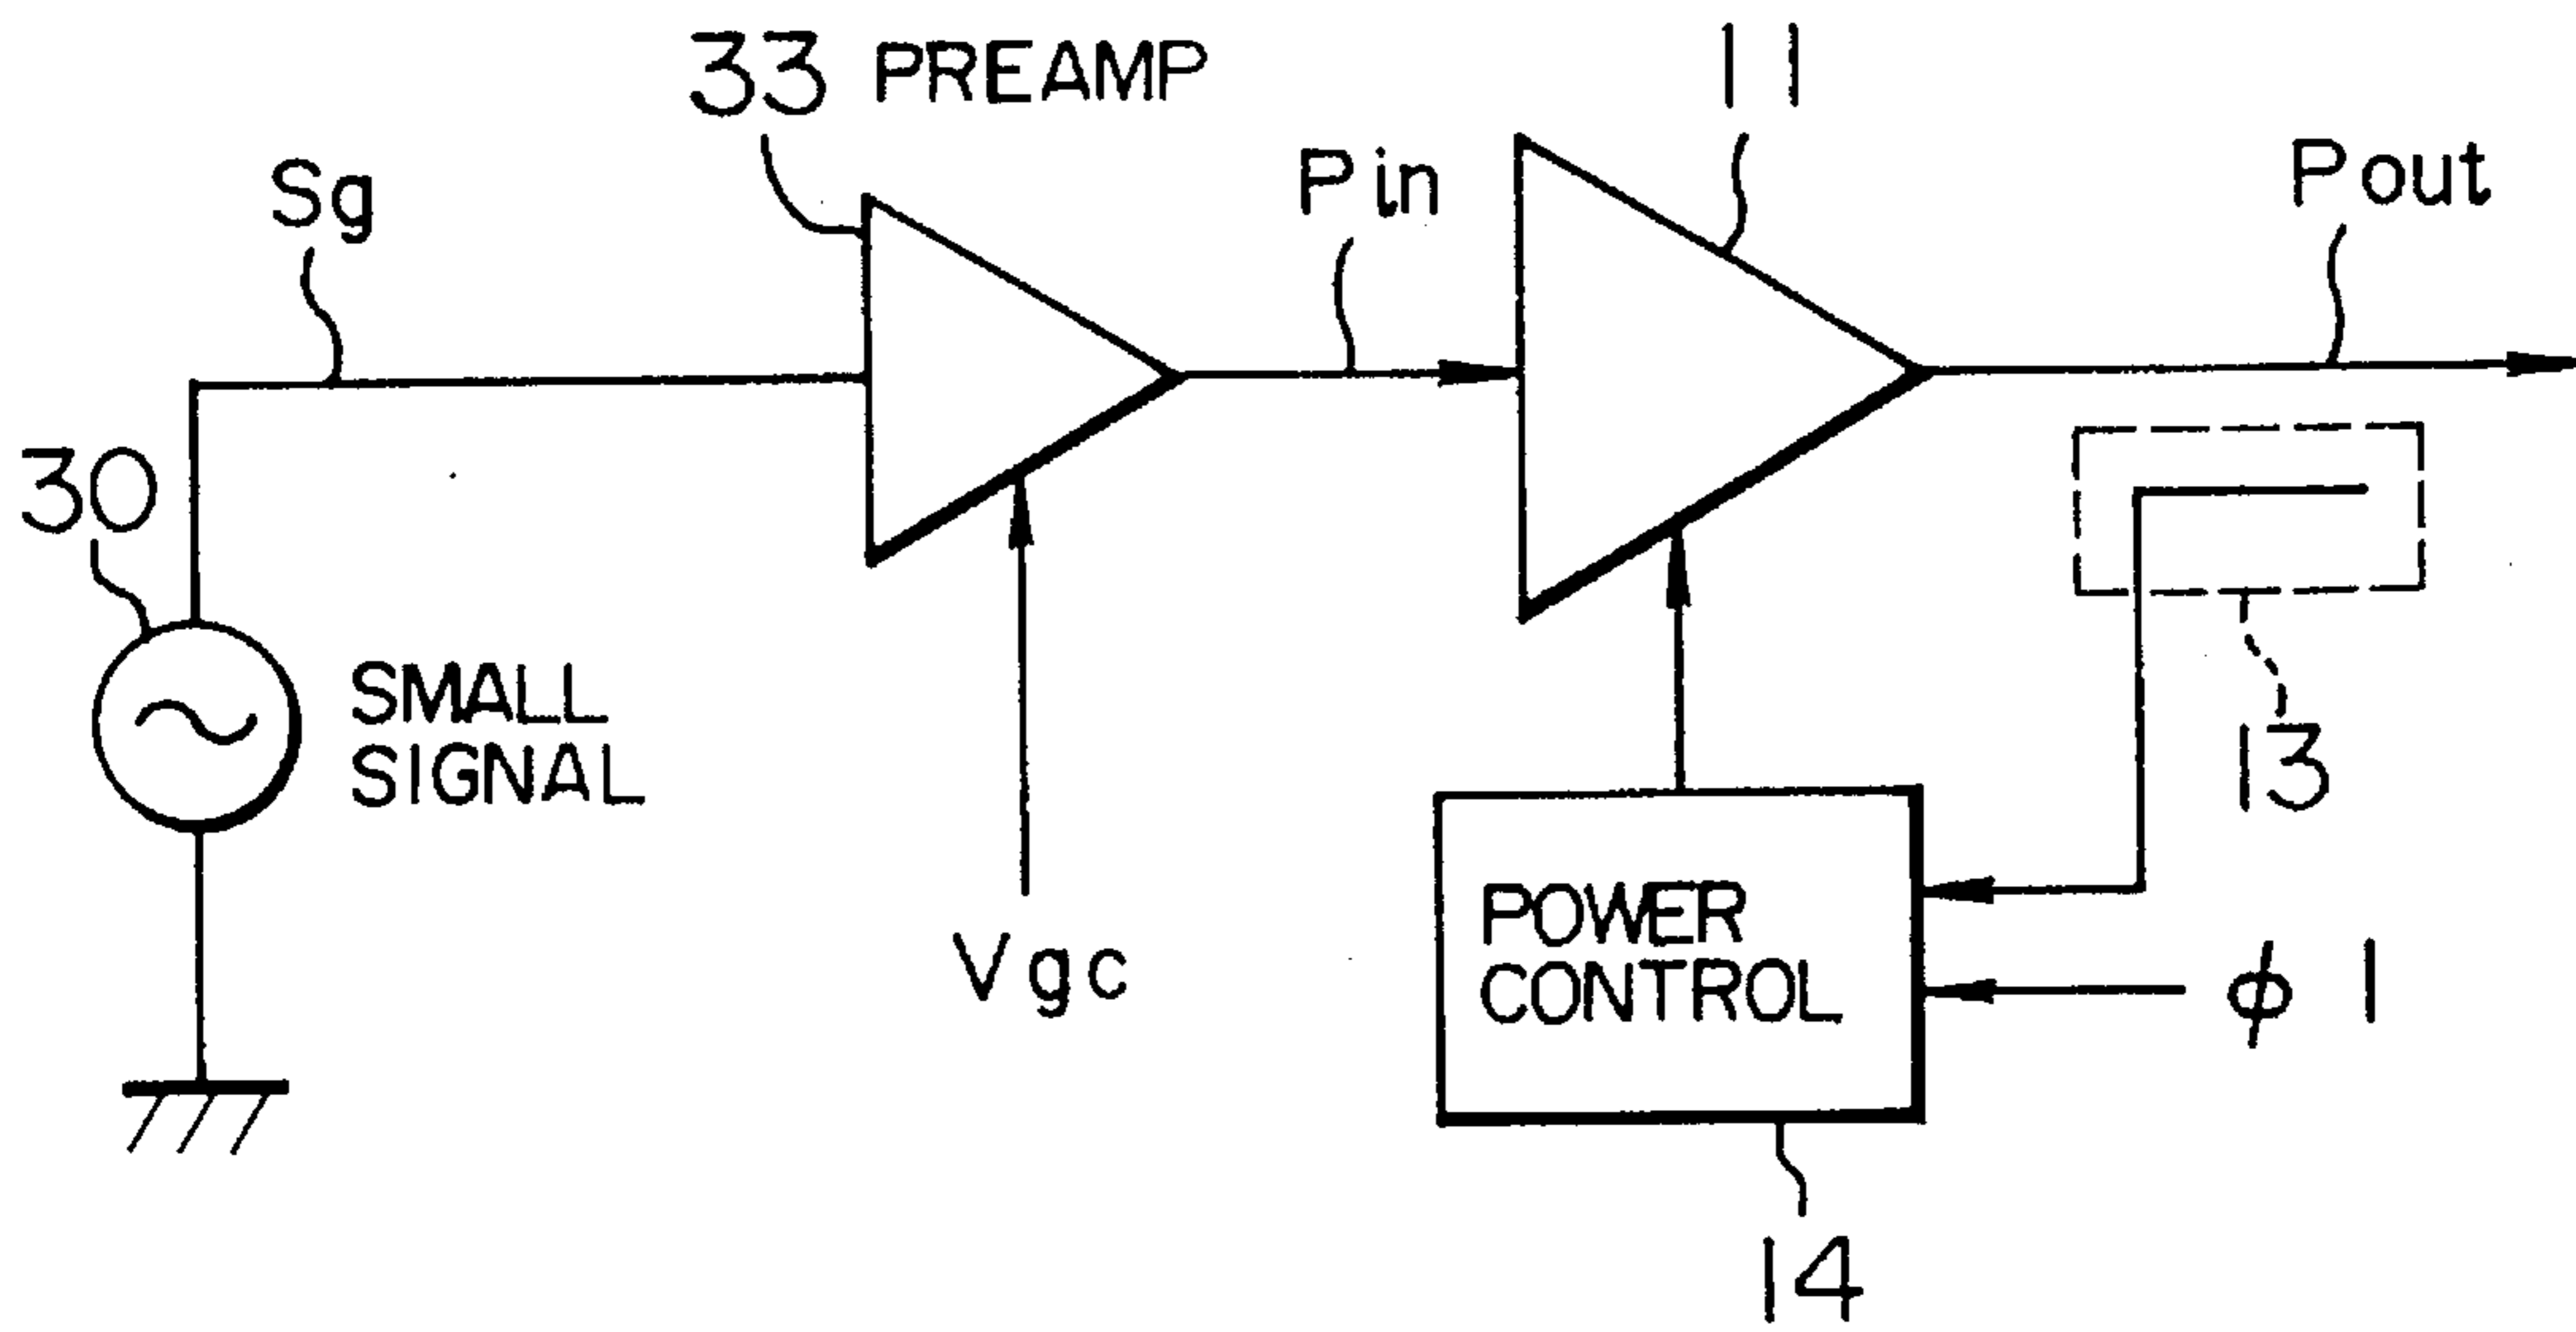 33 PREAMP
11
Sg
Pin
Pout
30
SMALL
SIGNAL
13
Vgc
POWER
CONTROL
ϕ 1
14